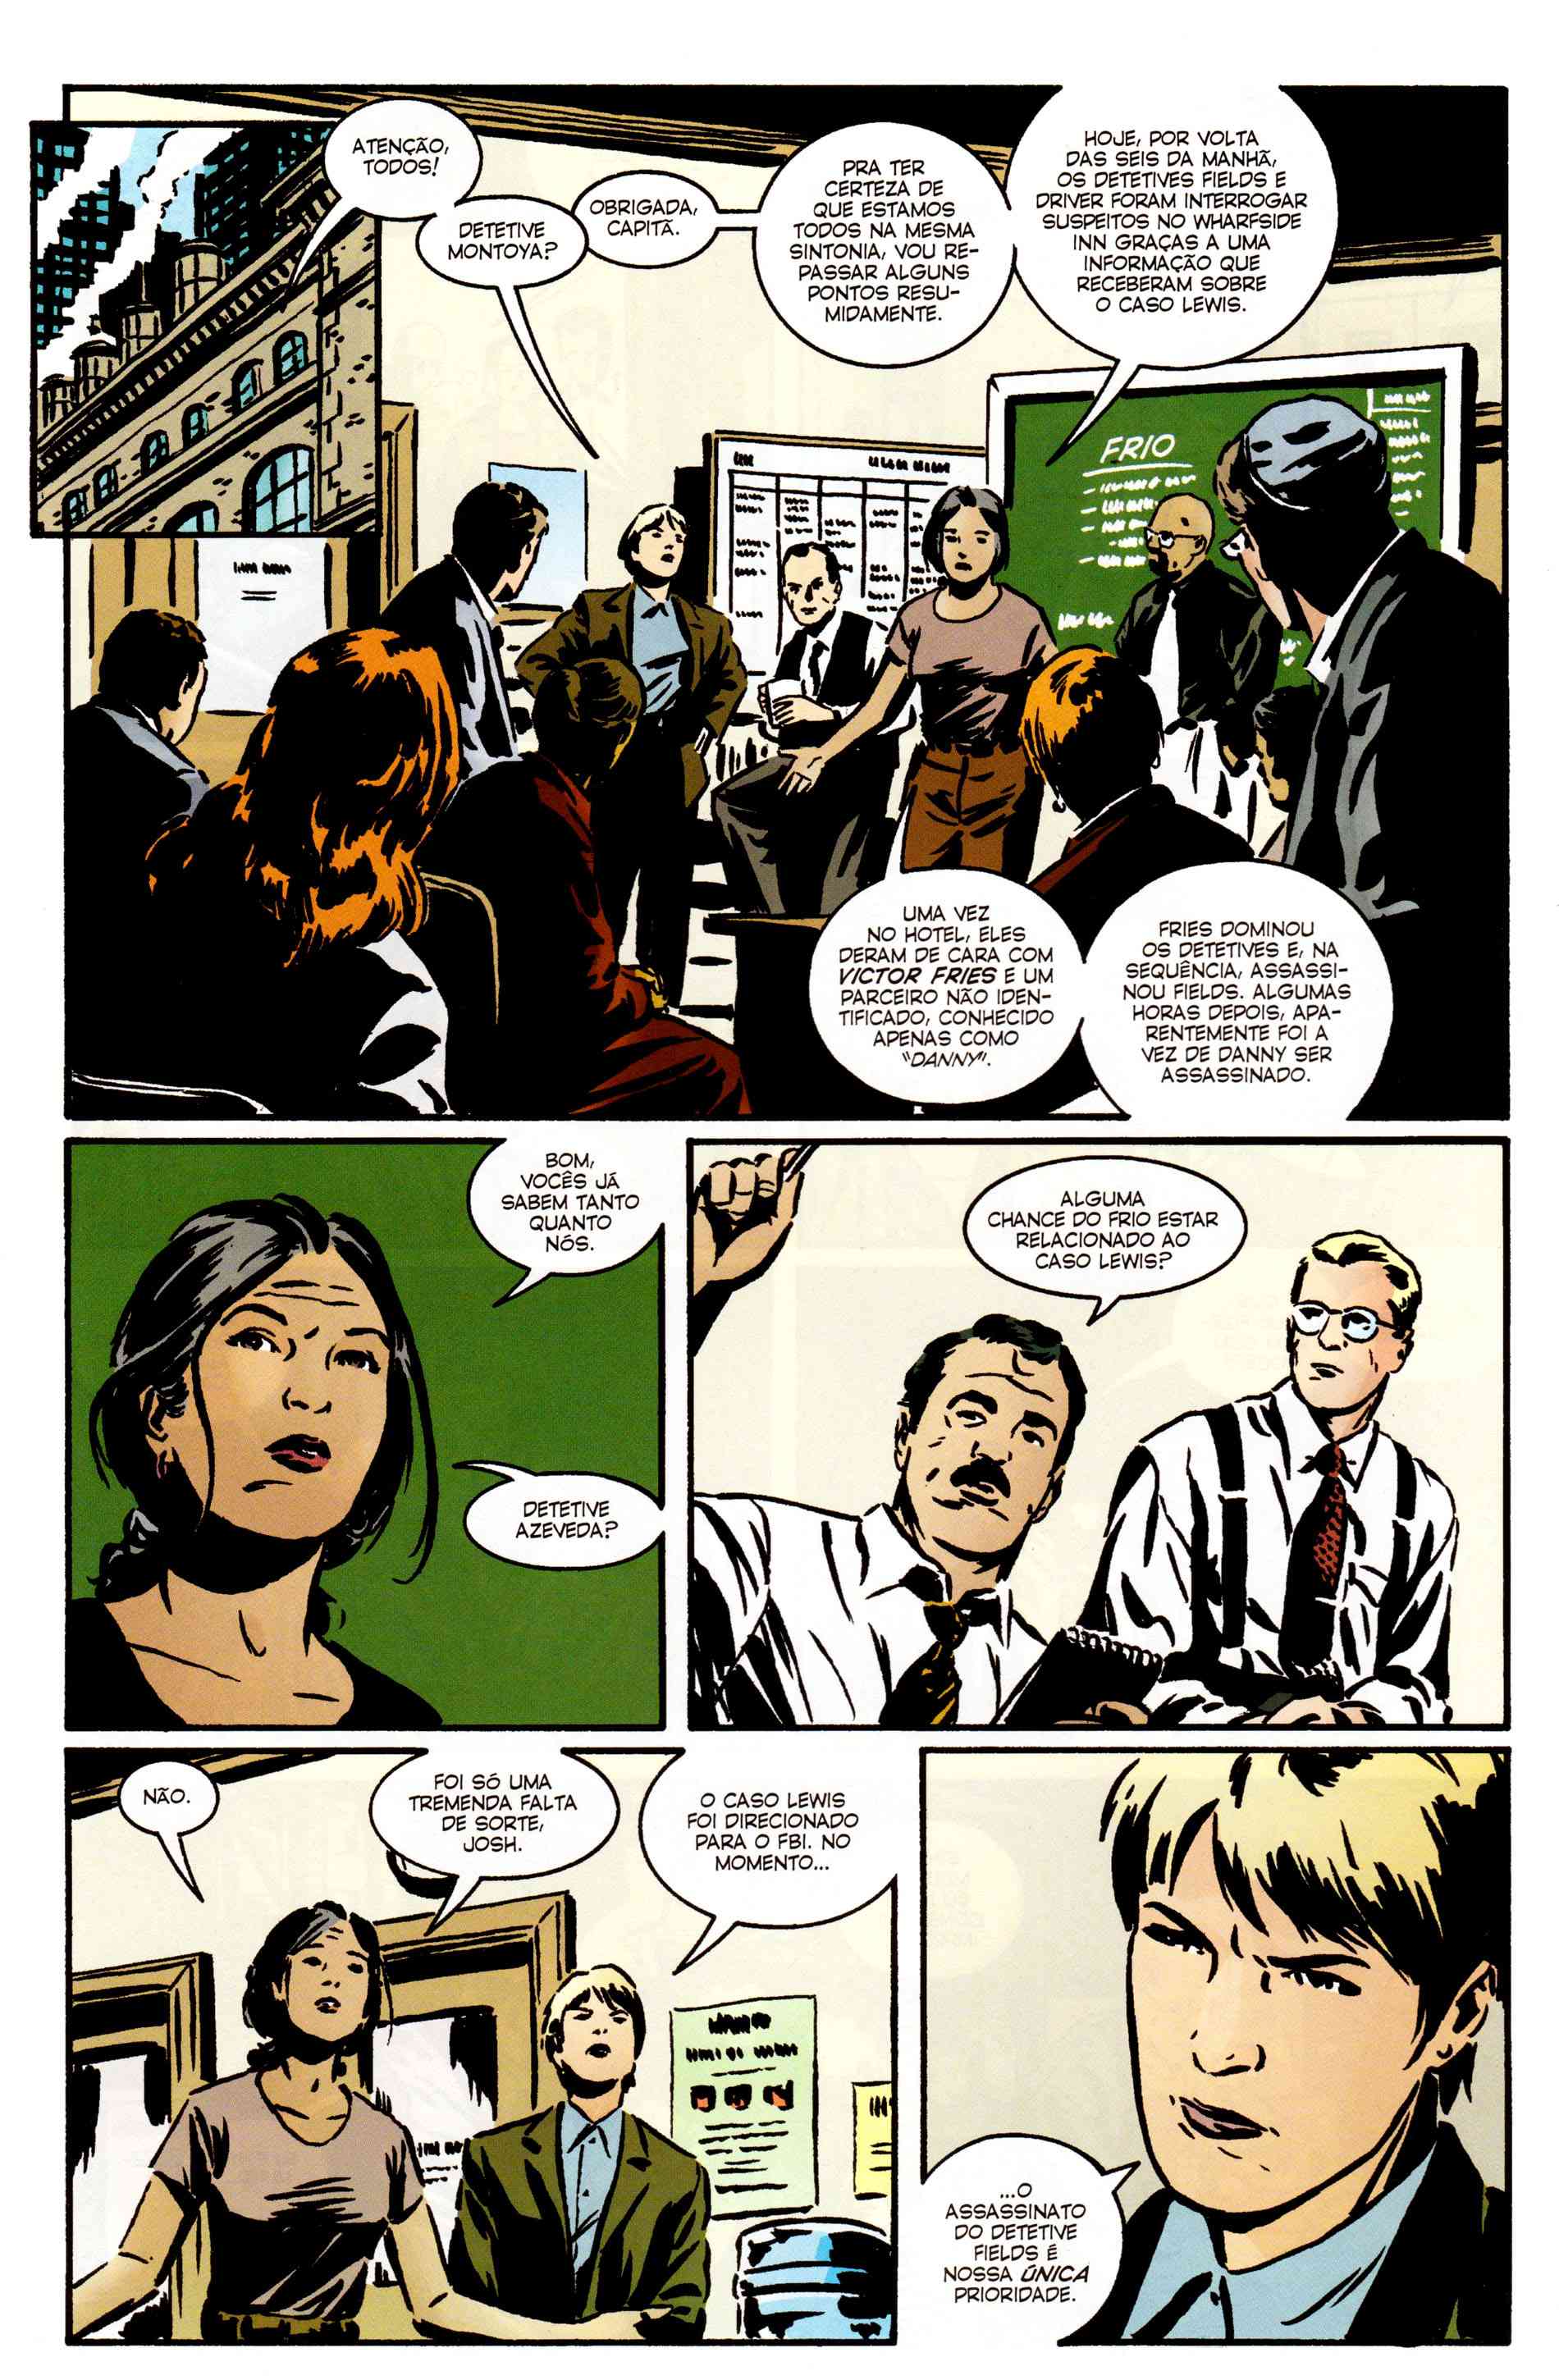 ATENÇÃO,
TODOS!
DETETIVE
MONTOYA?
OBRIGADA,
CAPITÃ.
PRA TER
CERTEZA DE
QUE ESTAMOS
TODOS NA MESMA
SINTONIA, VOU RE-
PASSAR ALGUNS
PONTOS RESU-
MIDAMENTE.
HOJE, POR VOLTA
DAS SEIS DA MANHÃ,
OS DETETIVES FIELDS E
DRIVER FORAM INTERROGAR
SUSPEITOS NO WHARFSIDE
INN GRAÇAS A UMA
INFORMAÇÃO QUE
RECEBERAM SOBRE
O CASO LEWIS.
FRIO
UMA VEZ
NO HOTEL, ELES
DERAM DE CARA COM
VICTOR FRIES E UM
PARCEIRO NÃO IDEN-
TIFICADO, CONHECIDO
APENAS COMO
"DANNY".
FRIES DOMINOU
OS DETETIVES E, NA
SEQUÊNCIA, ASSASSI-
NOU FIELDS. ALGUMAS
HORAS DEPOIS, APA-
RENTEMENTE FOI A
VEZ DE DANNY SER
ASSASSINADO.
BOM,
VOCÊS JÁ
SABEM TANTO
QUANTO
NÓS.
DETETIVE
AZEVEDA?
ALGUMA
CHANCE DO FRIO ESTAR
RELACIONADO AO
CASO LEWIS?
NÃO.
FOI SÓ UMA
TREMENDA FALTA
DE SORTE,
JOSH.
O CASO LEWIS
FOI DIRECIONADO
PARA O FBI. NO
MOMENTO...
...O
ASSASSINATO
DO DETETIVE
FIELDS É
NOSSA ÚNICA
PRIORIDADE.